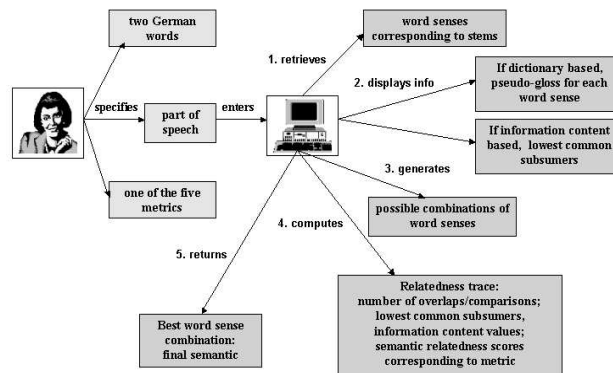 two German
words
specifies
part of
speech
enters
one of the five
metrics
1. retrieves
word senses
corresponding to stems
2. displays info
If dictionary based,
pseudo-gloss for each
word sense
If information content
based, lowest common
subsumers
3. generates
possible combinations of
word senses
4. computes
Relatedness trace:
number of overlaps/comparisons;
lowest common subsumers,
information content values;
semantic relatedness scores
corresponding to metric
5. returns
Best word sense
combination:
final semantic